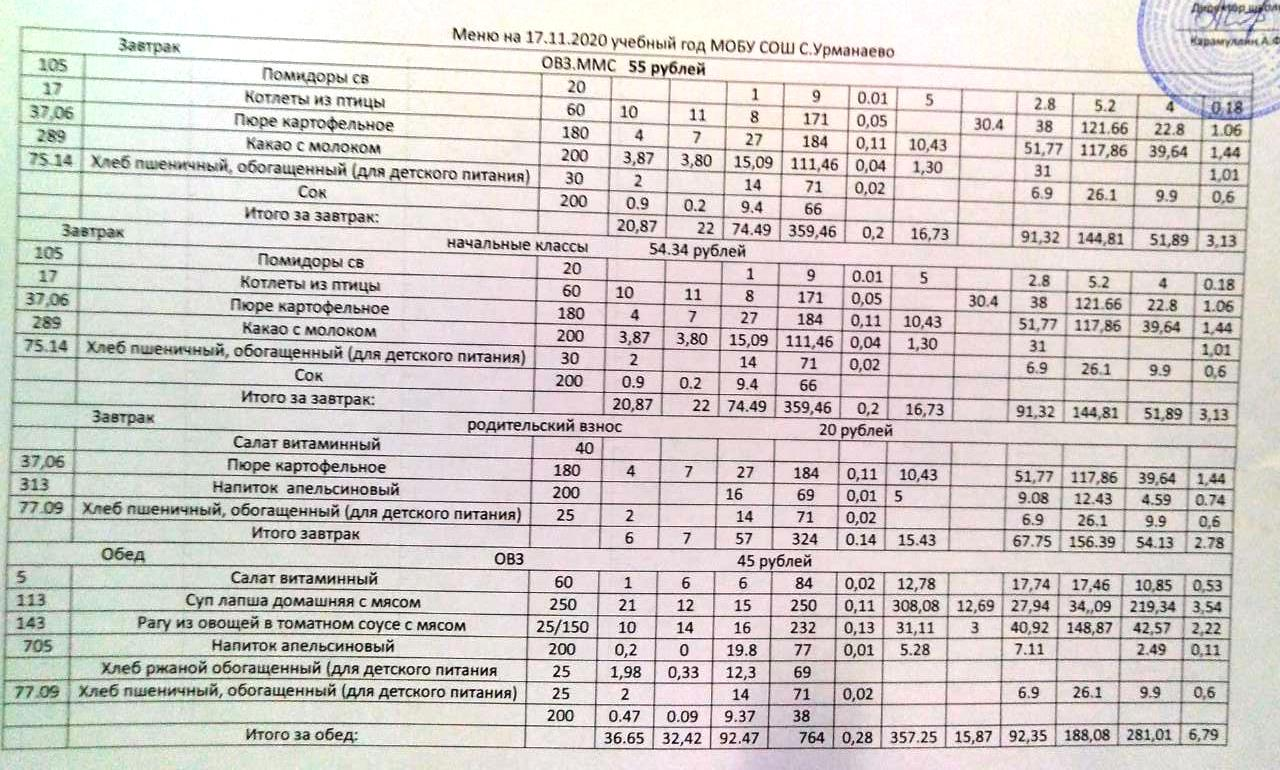 Директор школы
Карамуллин А.Ф
Меню на 17.11.2020 учебный год МОБУ СОШ С.Урманаево
Завтрак ОВЗ.ММС 55 рублей
105 Помидоры св 20 1 9 0.01 5 2.8 5.2 4 0.18
17 Котлеты из птицы 60 10 11 8 171 0,05 30.4 38 121.66 22.8 1.06
37,06 Пюре картофельное 180 4 7 27 184 0,11 10,43 51,77 117,86 39,64 1,44
289 Какао с молоком 200 3,87 3,80 15,09 111,46 0,04 1,30 31 1,01
75.14 Хлеб пшеничный, обогащенный (для детского питания) 30 2 14 71 0,02 6.9 26.1 9.9 0,6
Сок 200 0.9 0.2 9.4 66
Итого за завтрак: 20,87 22 74.49 359,46 0,2 16,73 91,32 144,81 51,89 3,13
Завтрак начальные классы 54.34 рублей
105 Помидоры св 20 1 9 0.01 5 2.8 5.2 4 0.18
17 Котлеты из птицы 60 10 11 8 171 0,05 30.4 38 121.66 22.8 1.06
37,06 Пюре картофельное 180 4 7 27 184 0,11 10,43 51,77 117,86 39,64 1,44
289 Какао с молоком 200 3,87 3,80 15,09 111,46 0,04 1,30 31 1,01
75.14 Хлеб пшеничный, обогащенный (для детского питания) 30 2 14 71 0,02 6.9 26.1 9.9 0,6
Сок 200 0.9 0.2 9.4 66
Итого за завтрак: 20,87 22 74.49 359,46 0,2 16,73 91,32 144,81 51,89 3,13
Завтрак родительский взнос 20 рублей
Салат витаминный 40
37,06 Пюре картофельное 180 4 7 27 184 0,11 10,43 51,77 117,86 39,64 1,44
313 Напиток апельсиновый 200 16 69 0,01 5 9.08 12.43 4.59 0.74
77.09 Хлеб пшеничный, обогащенный (для детского питания) 25 2 14 71 0,02 6.9 26.1 9.9 0,6
Итого завтрак 6 7 57 324 0.14 15.43 67.75 156.39 54.13 2.78
Обед ОВЗ 45 рублей
5 Салат витаминный 60 1 6 6 84 0,02 12,78 17,74 17,46 10,85 0,53
113 Суп лапша домашняя с мясом 250 21 12 15 250 0,11 308,08 12,69 27,94 34,,09 219,34 3,54
143 Рагу из овощей в томатном соусе с мясом 25/150 10 14 16 232 0,13 31,11 3 40,92 148,87 42,57 2,22
705 Напиток апельсиновый 200 0,2 0 19.8 77 0,01 5.28 7.11 2.49 0,11
Хлеб ржаной обогащенный (для детского питания 25 1,98 0,33 12,3 69
77.09 Хлеб пшеничный, обогащенный (для детского питания) 25 2 14 71 0,02 6.9 26.1 9.9 0,6
200 0.47 0.09 9.37 38
Итого за обед: 36.65 32,42 92.47 764 0,28 357.25 15,87 92,35 188,08 281,01 6,79